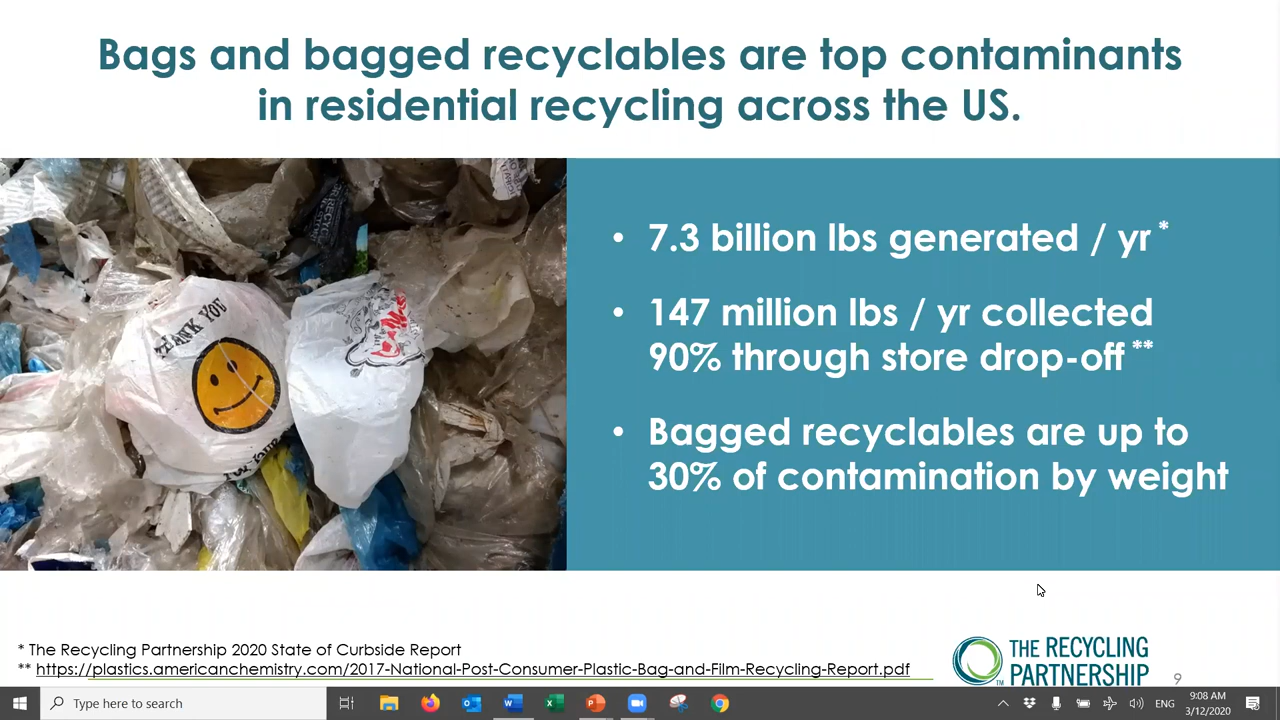 Bags and bagged recyclables are top contaminants
in residential recycling across the US.
THANK YOU
• 7.3 billion lbs generated / yr *
• 147 million lbs / yr collected
90% through store drop-off **
• Bagged recyclables are up to
30% of contamination by weight
* The Recycling Partnership 2020 State of Curbside Report
** https://plastics.americanchemistry.com/2017-National-Post-Consumer-Plastic-Bag-and-Film-Recycling-Report.pdf
THE RECYCLING
PARTNERSHIP
TM
9
Type here to search
ENG
9:08 AM
3/12/2020